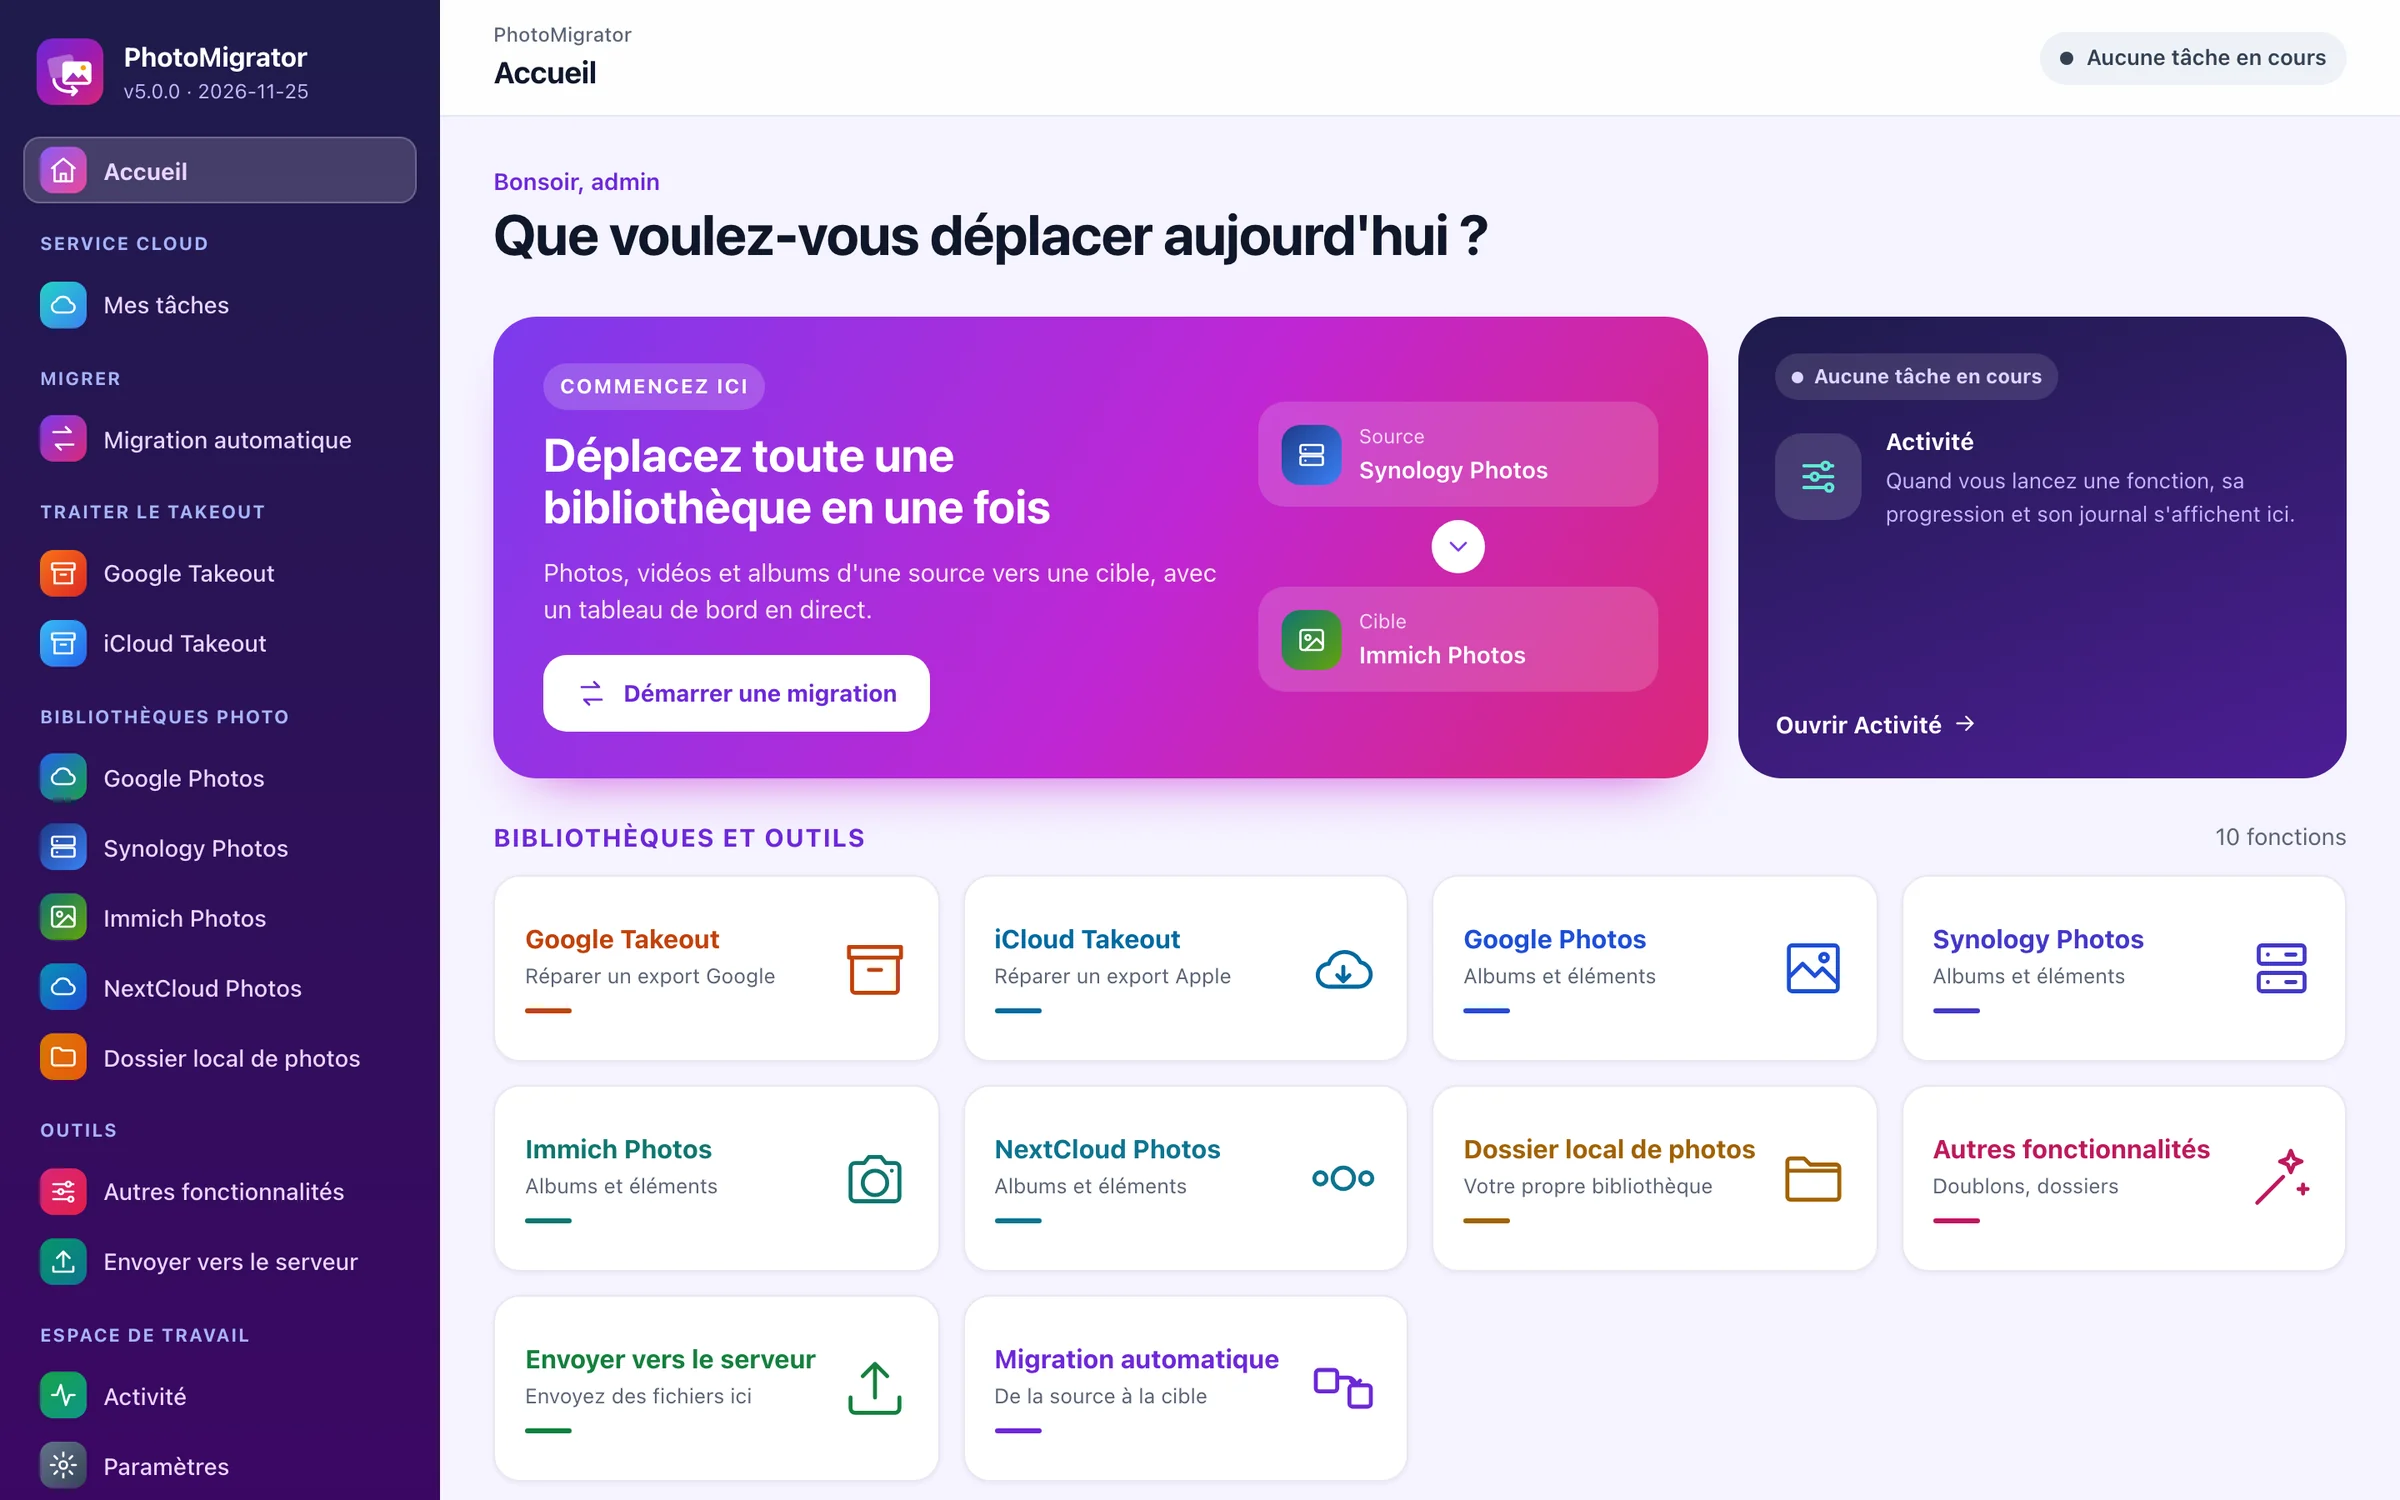 PhotoMigrator
v5.0.0 · 2026-11-25
Accueil
SERVICE CLOUD
Mes tâches
MIGRER
Migration automatique
TRAITER LE TAKEOUT
Google Takeout
iCloud Takeout
BIBLIOTHÈQUES PHOTO
Google Photos
Synology Photos
Immich Photos
NextCloud Photos
Dossier local de photos
OUTILS
Autres fonctionnalités
Envoyer vers le serveur
ESPACE DE TRAVAIL
Activité
Paramètres
PhotoMigrator
Accueil
Aucune tâche en cours
Bonsoir, admin
Que voulez-vous déplacer aujourd'hui ?
COMMENCEZ ICI
Déplacez toute une
bibliothèque en une fois
Photos, vidéos et albums d'une source vers une cible, avec
un tableau de bord en direct.
Démarrer une migration
Source
Synology Photos
Cible
Immich Photos
Aucune tâche en cours
Activité
Quand vous lancez une fonction, sa
progression et son journal s'affichent ici.
Ouvrir Activité
BIBLIOTHÈQUES ET OUTILS
10 fonctions
Google Takeout
Réparer un export Google
iCloud Takeout
Réparer un export Apple
Google Photos
Albums et éléments
Synology Photos
Albums et éléments
Immich Photos
Albums et éléments
NextCloud Photos
Albums et éléments
Dossier local de photos
Votre propre bibliothèque
Autres fonctionnalités
Doublons, dossiers
Envoyer vers le serveur
Envoyez des fichiers ici
Migration automatique
De la source à la cible